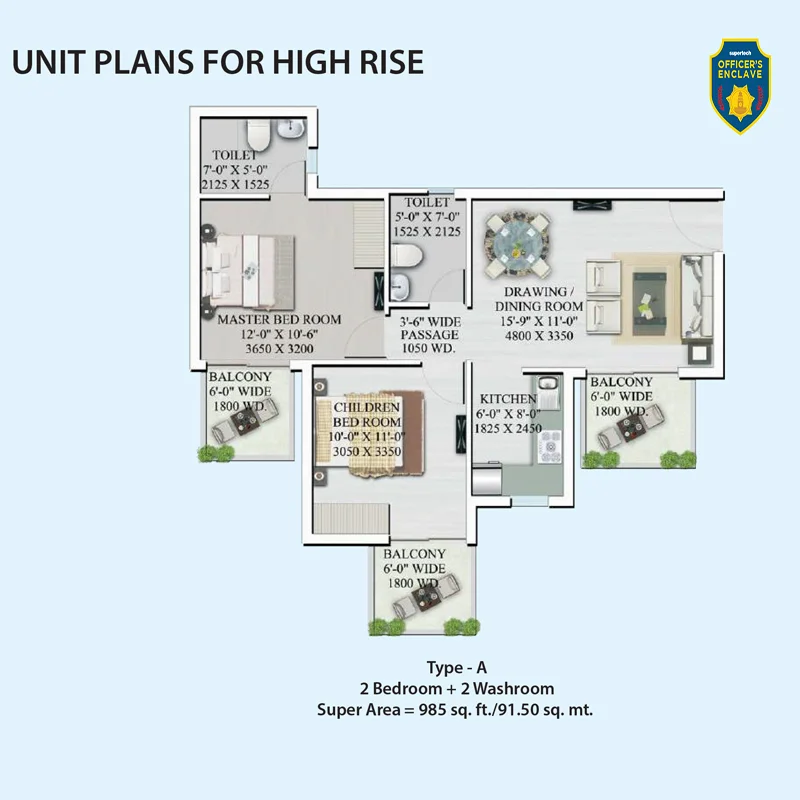 UNIT PLANS FOR HIGH RISE
supertech
OFFICER'S
ENCLAVE
TOILET
7'-0" X 5'-0"
2125 X 1525
TOILET
5'-0" X 7'-0"
1525 X 2125
MASTER BED ROOM
12'-0" X 10'-6"
3650 X 3200
3'-6" WIDE
PASSAGE
1050 WD.
DRAWING /
DINING ROOM
15'-9" X 11'-0"
4800 X 3350
BALCONY
6'-0" WIDE
1800 WD.
CHILDREN
BED ROOM
10'-0" X 11'-0"
3050 X 3350
KITCHEN
6'-0" X 8'-0"
1825 X 2450
BALCONY
6'-0" WIDE
1800 WD.
BALCONY
6'-0" WIDE
1800 WD.
Type - A
2 Bedroom + 2 Washroom
Super Area = 985 sq. ft./91.50 sq. mt.